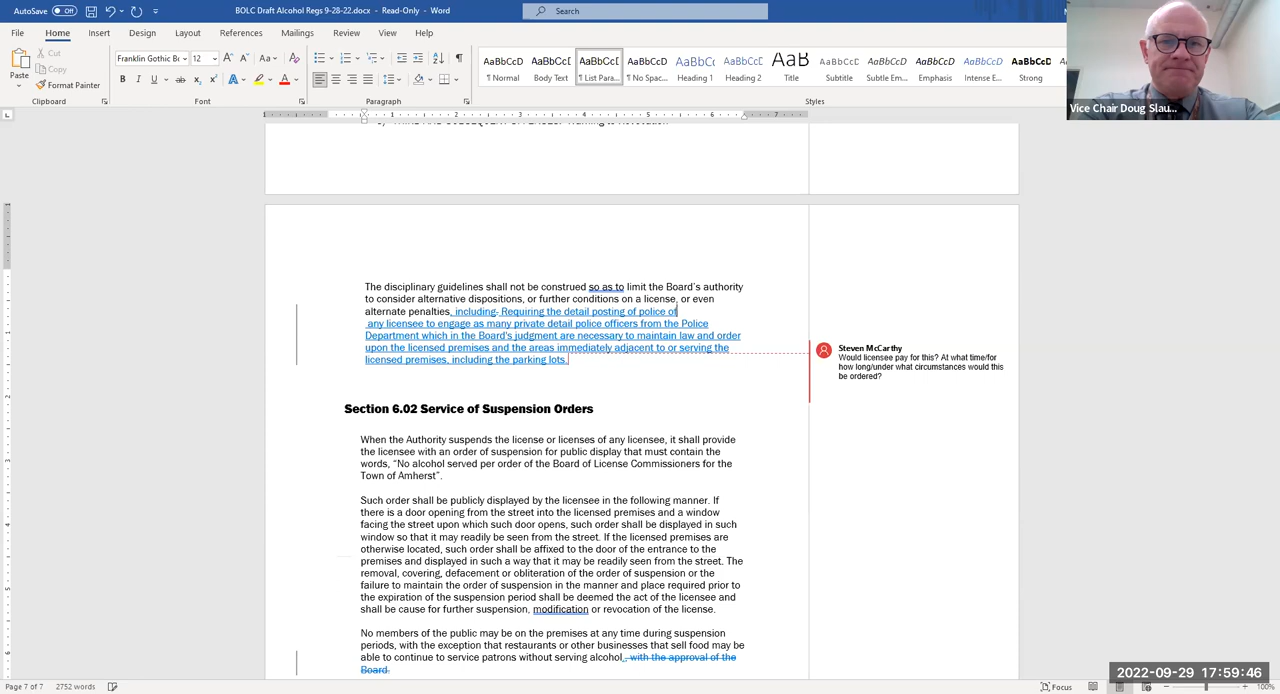 AutoSave Off BOLC Draft Alcohol Regs 9-28-22.docx - Read-Only - Word Search
File Home Insert Design Layout References Mailings Review View Help
Paste Cut Copy Format Painter
Franklin Gothic 12
AaBbCcD AaBbCcD AaBbCcD AaBbCcD AaBbC AaBbCcD AaB AaBbCcD AaBbCcD AaBbCcD AaBbCcD AaBbCcD
¶ Normal Body Text ¶ List Para... ¶ No Spac... Heading 1 Heading 2 Title Subtitle Subtle Em... Emphasis Intense E... Strong
Clipboard Font Paragraph Styles
Vice Chair Doug Slau...
The disciplinary guidelines shall not be construed so as to limit the Board's authority
to consider alternative dispositions, or further conditions on a license, or even
alternate penalties, including- Requiring the detail posting of police of
any licensee to engage as many private detail police officers from the Police
Department which in the Board's judgment are necessary to maintain law and order
upon the licensed premises and the areas immediately adjacent to or serving the
licensed premises, including the parking lots.
Steven McCarthy
Would licensee pay for this? At what time/for
how long/under what circumstances would this
be ordered?
Section 6.02 Service of Suspension Orders
When the Authority suspends the license or licenses of any licensee, it shall provide
the licensee with an order of suspension for public display that must contain the
words, “No alcohol served per order of the Board of License Commissioners for the
Town of Amherst”.
Such order shall be publicly displayed by the licensee in the following manner. If
there is a door opening from the street into the licensed premises and a window
facing the street upon which such door opens, such order shall be displayed in such
window so that it may readily be seen from the street. If the licensed premises are
otherwise located, such order shall be affixed to the door of the entrance to the
premises and displayed in such a way that it may be readily seen from the street. The
removal, covering, defacement or obliteration of the order of suspension or the
failure to maintain the order of suspension in the manner and place required prior to
the expiration of the suspension period shall be deemed the act of the licensee and
shall be cause for further suspension, modification or revocation of the license.
No members of the public may be on the premises at any time during suspension
periods, with the exception that restaurants or other businesses that sell food may be
able to continue to service patrons without serving alcohol., with the approval of the
Board.
2022-09-29 17:59:46
Page 7 of 7 2752 words Focus 100%